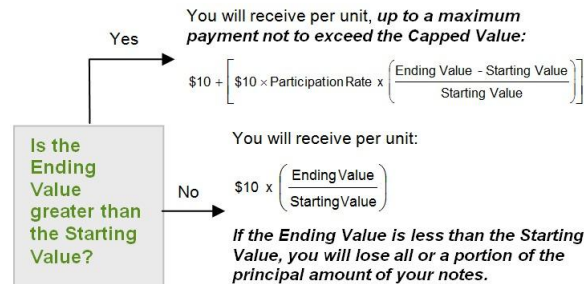 You will receive per unit, up to a maximum
payment not to exceed the Capped Value:
Yes
$10 + [ $10 × Participation Rate x ( Ending Value - Starting Value / Starting Value ) ]
Is the
Ending
Value
greater than
the Starting
Value?
No
You will receive per unit:
$10 x ( Ending Value / Starting Value )
If the Ending Value is less than the Starting
Value, you will lose all or a portion of the
principal amount of your notes.